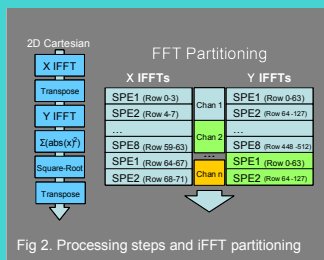 2D Cartesian
X IFFT
Transpose
Y IFFT
Σ(abs(x)²)
Square-Root
Transpose
FFT Partitioning
X IFFTs
Y IFFTs
SPE1 (Row 0-3)
Chan 1
SPE1 (Row 0-63)
SPE2 (Row 4-7)
SPE2 (Row 64 -127)
...
Chan 2
...
SPE8 (Row 59-63)
SPE8 (Row 448 -512)
...
SPE1 (Row 64-67)
Chan n
SPE1 (Row 0-63)
SPE2 (Row 68-71)
SPE2 (Row 64 -127)
Fig 2. Processing steps and iFFT partitioning